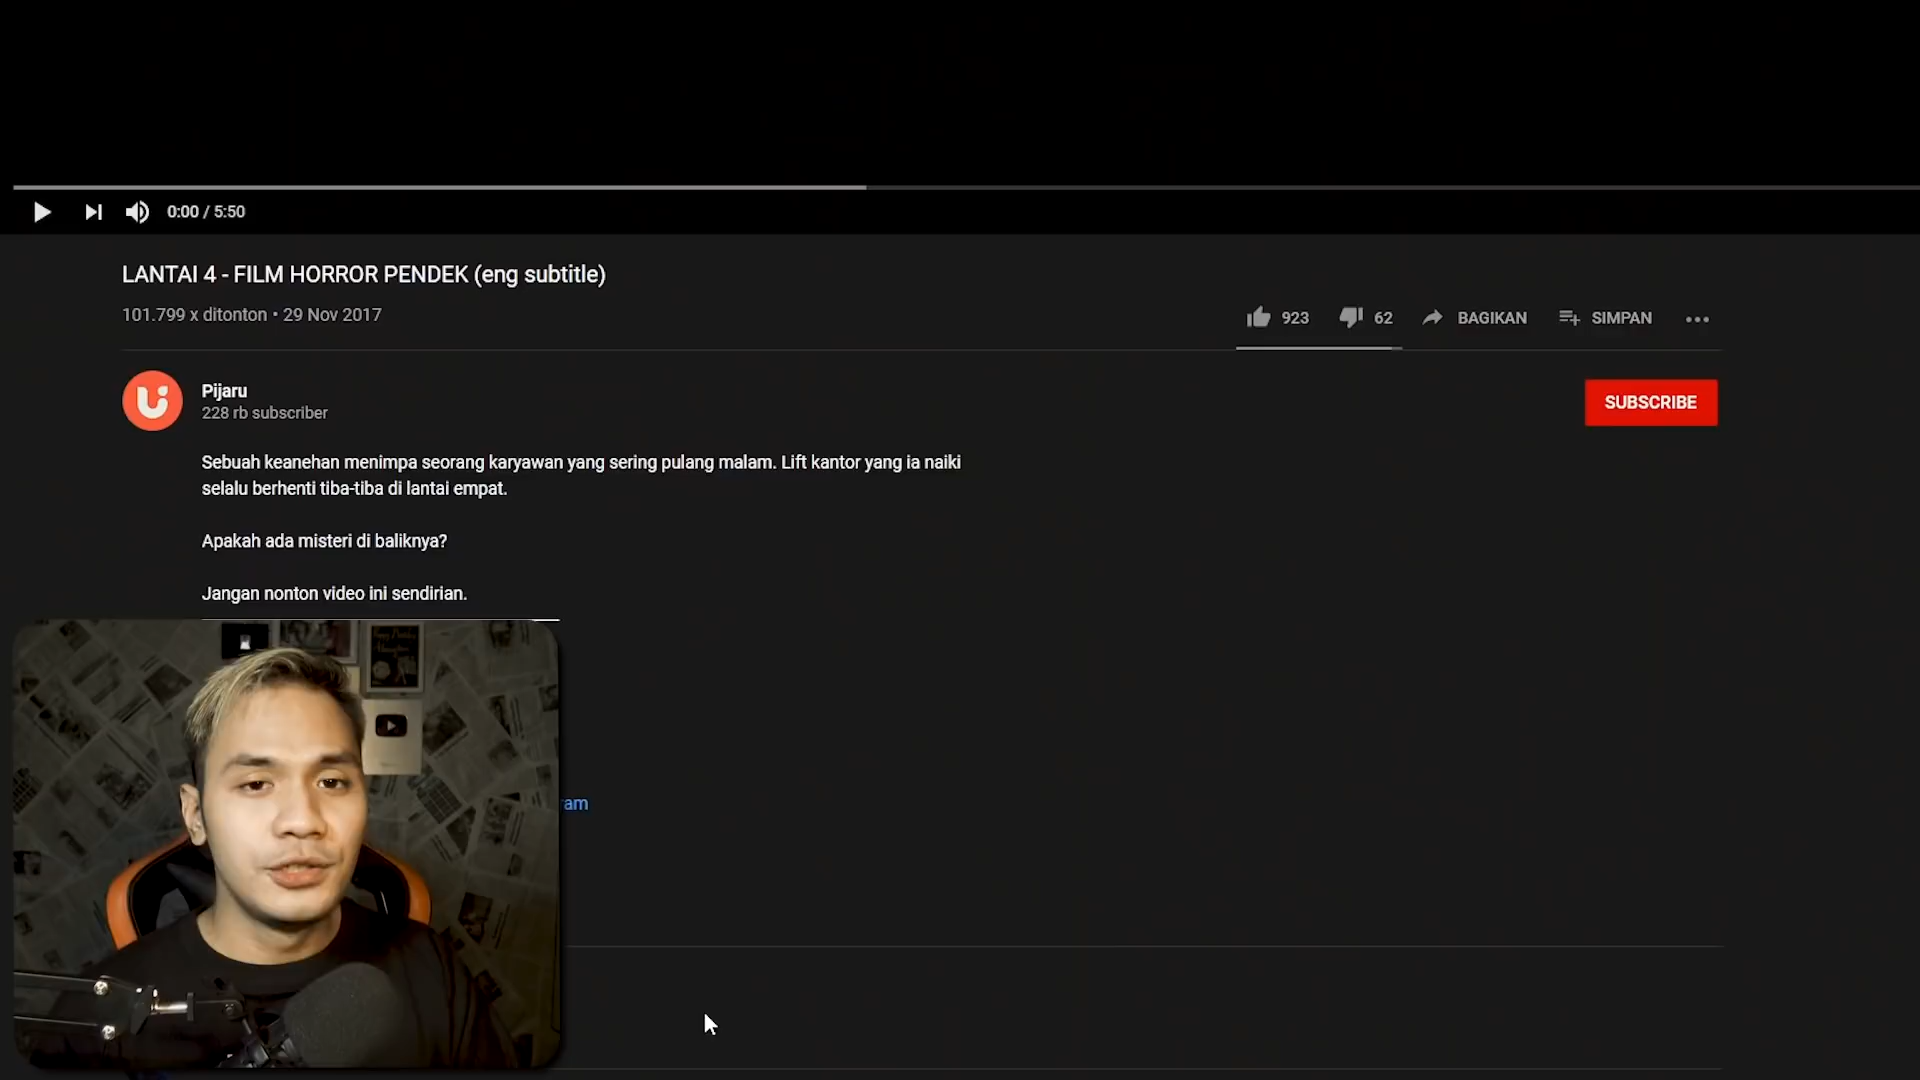 0:00 / 5:50
LANTAI 4 - FILM HORROR PENDEK (eng subtitle)
101.799 x ditonton • 29 Nov 2017
923
62
BAGIKAN
SIMPAN
Pijaru
228 rb subscriber
SUBSCRIBE
Sebuah keanehan menimpa seorang karyawan yang sering pulang malam. Lift kantor yang ia naiki
selalu berhenti tiba-tiba di lantai empat.
Apakah ada misteri di baliknya?
Jangan nonton video ini sendirian.
ram